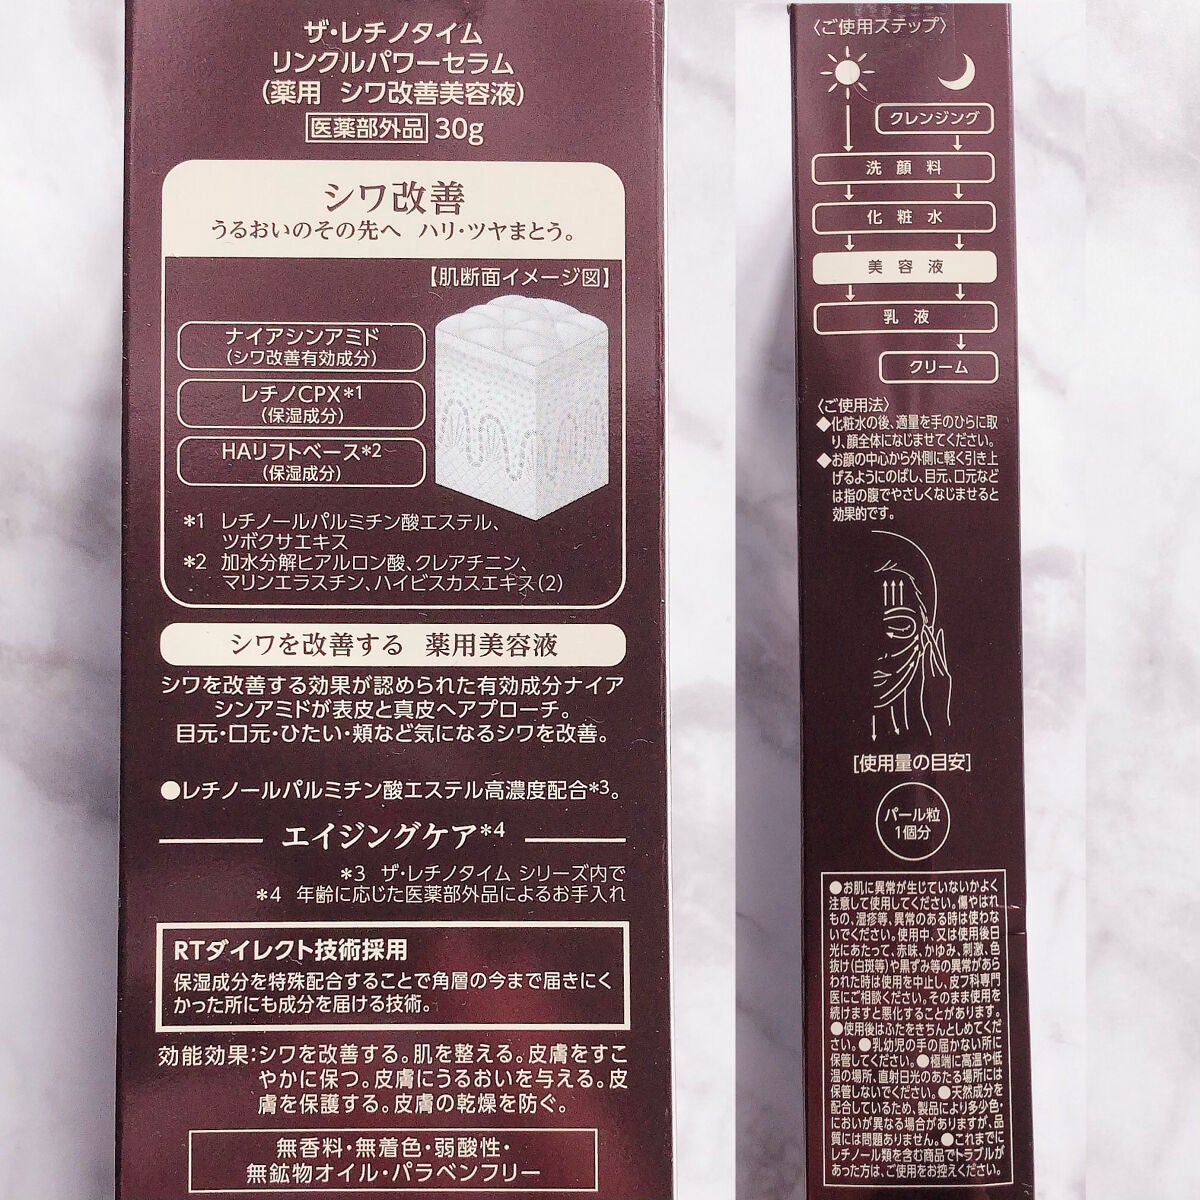 ザ・レチノタイム
リンクルパワーセラム
(薬用 シワ改善美容液)
医薬部外品 30g
シワ改善
うるおいのその先へ ハリ・ツヤまとう。
【肌断面イメージ図】
ナイアシンアミド
(シワ改善有効成分)
レチノCPX*1
(保湿成分)
HAリフトベース*2
(保湿成分)
*1 レチノールパルミチン酸エステル、
ツボクサエキス
*2 加水分解ヒアルロン酸、クレアチニン、
マリンエラスチン、ハイビスカスエキス(2)
シワを改善する 薬用美容液
シワを改善する効果が認められた有効成分ナイア
シンアミドが表皮と真皮へアプローチ。
目元・口元・ひたい・頬など気になるシワを改善。
●レチノールパルミチン酸エステル高濃度配合*3。
エイジングケア*4
*3 ザ・レチノタイム シリーズ内で
*4 年齢に応じた医薬部外品によるお手入れ
RTダイレクト技術採用
保湿成分を特殊配合することで角層の今まで届きにく
かった所にも成分を届ける技術。
効能効果:シワを改善する。肌を整える。皮膚をすこ
やかに保つ。皮膚にうるおいを与える。皮
膚を保護する。皮膚の乾燥を防ぐ。
無香料・無着色・弱酸性・
無鉱物オイル・パラベンフリー
〈ご使用ステップ〉
クレンジング
洗顔料
化粧水
美容液
乳液
クリーム
〈ご使用法〉
◆化粧水の後、適量を手のひらに取
り、顔全体になじませてください。
◆お顔の中心から外側に軽く引き上
げるようにのばし、目元、口元など
は指の腹でやさしくなじませると
効果的です。
[使用量の目安]
パール粒
1個分
●お肌に異常が生じていないかよく
注意して使用してください。傷やはれ
もの、湿疹等、異常のある時は使わな
いでください。使用中、又は使用後日
光にあたって、赤味、かゆみ、刺激、色
抜け(白斑等)や黒ずみ等の異常があら
われた時は使用を中止し、皮フ科専門
医にご相談ください。そのまま使用を
続けますと悪化することがあります。
●使用後はふたをきちんとしめてくだ
さい。●乳幼児の手の届かない所に
保管してください。●極端に高温や低
温の場所、直射日光のあたる場所には
保管しないでください。●天然成分を
配合しているため、製品により多少色・
においが異なる場合がありますが、品
質には問題ありません。●これまでに
レチノール類を含む商品でトラブルが
あった方は、ご使用をお控えください。